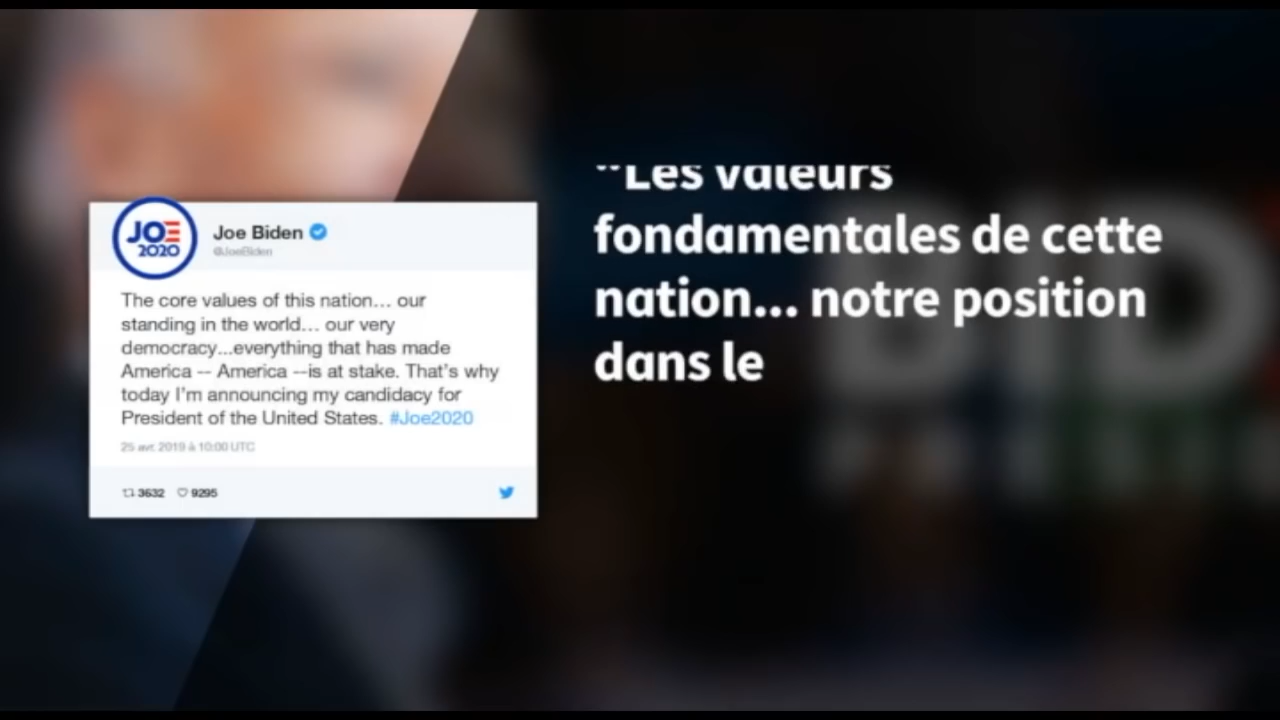 JOE
2020
Joe Biden
@JoeBiden
The core values of this nation… our
standing in the world… our very
democracy...everything that has made
America -- America --is at stake. That's why
today I'm announcing my candidacy for
President of the United States. #Joe2020
25 avr. 2019 à 10:00 UTC
3632 9295
"Les valeurs
fondamentales de cette
nation... notre position
dans le
BID